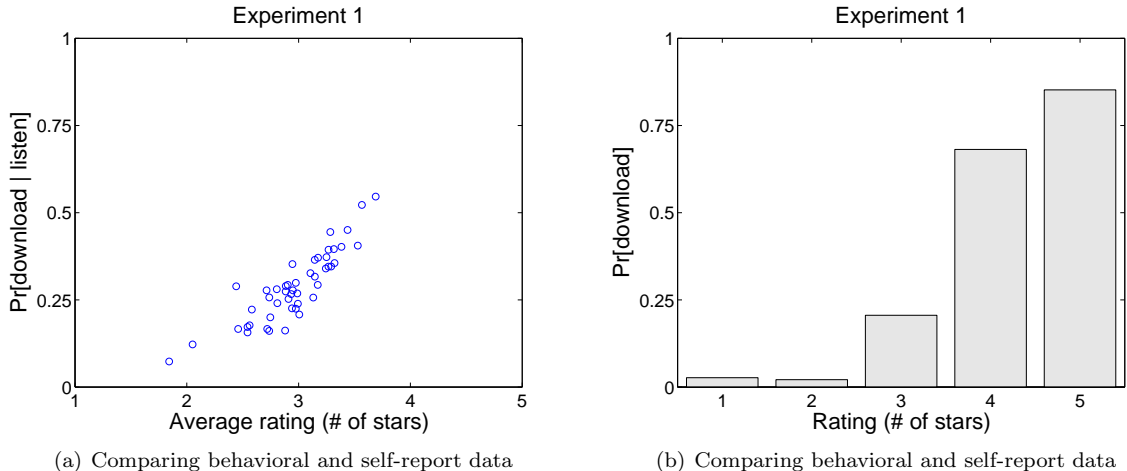 Experiment 1
1
0.75
0.5
0.25
0
Pr[download | listen]
1 2 3 4 5
Average rating (# of stars)
(a) Comparing behavioral and self-report data
Experiment 1
1
0.75
0.5
0.25
0
Pr[download]
1 2 3 4 5
Rating (# of stars)
(b) Comparing behavioral and self-report data